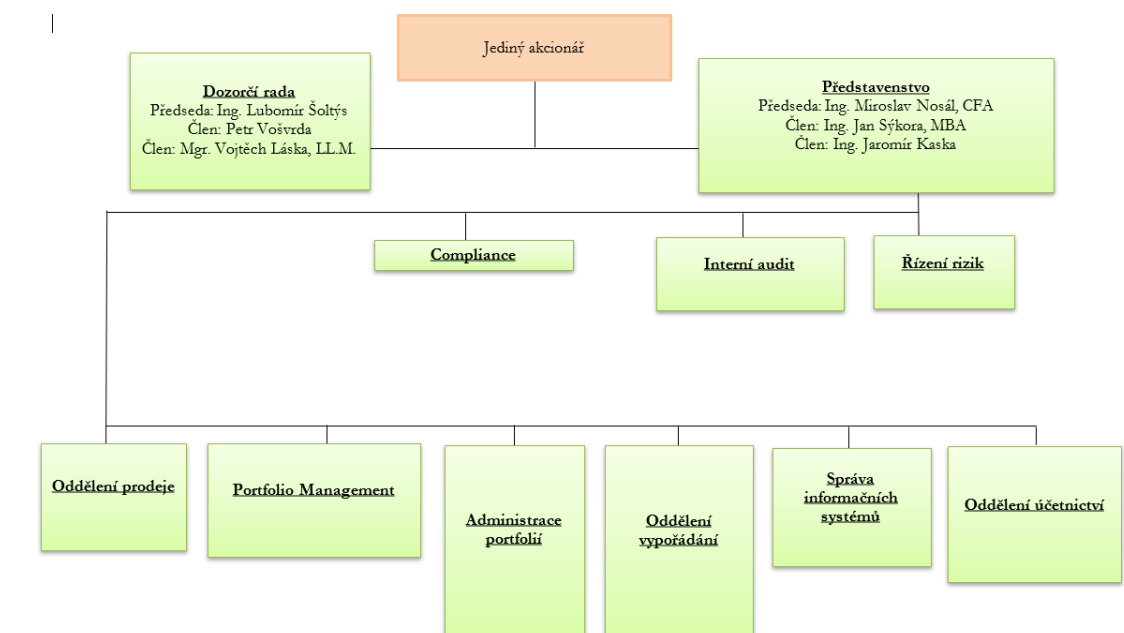 Jediný akcionář
Dozorčí rada
Předseda: Ing. Lubomír Šoltýs
Člen: Petr Vošvrda
Člen: Mgr. Vojtěch Láska, LL.M.
Představenstvo
Předseda: Ing. Miroslav Nosál, CFA
Člen: Ing. Jan Sýkora, MBA
Člen: Ing. Jaromír Kaska
Compliance
Interní audit
Řízení rizik
Oddělení prodeje
Portfolio Management
Administrace
portfolií
Oddělení
vypořádání
Správa
informačních
systémů
Oddělení účetnictví